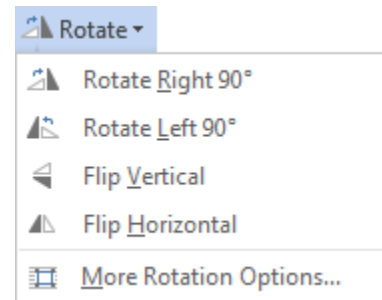 Rotate
Rotate Right 90°
Rotate Left 90°
Flip Vertical
Flip Horizontal
More Rotation Options...